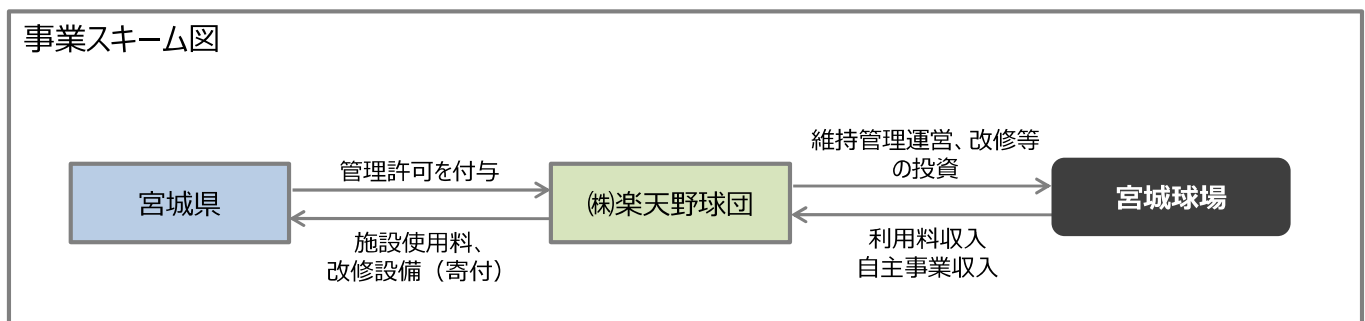 事業スキーム図
宮城県
管理許可を付与
施設使用料、
改修設備（寄付）
㈱楽天野球団
維持管理運営、改修等
の投資
利用料収入
自主事業収入
宮城球場